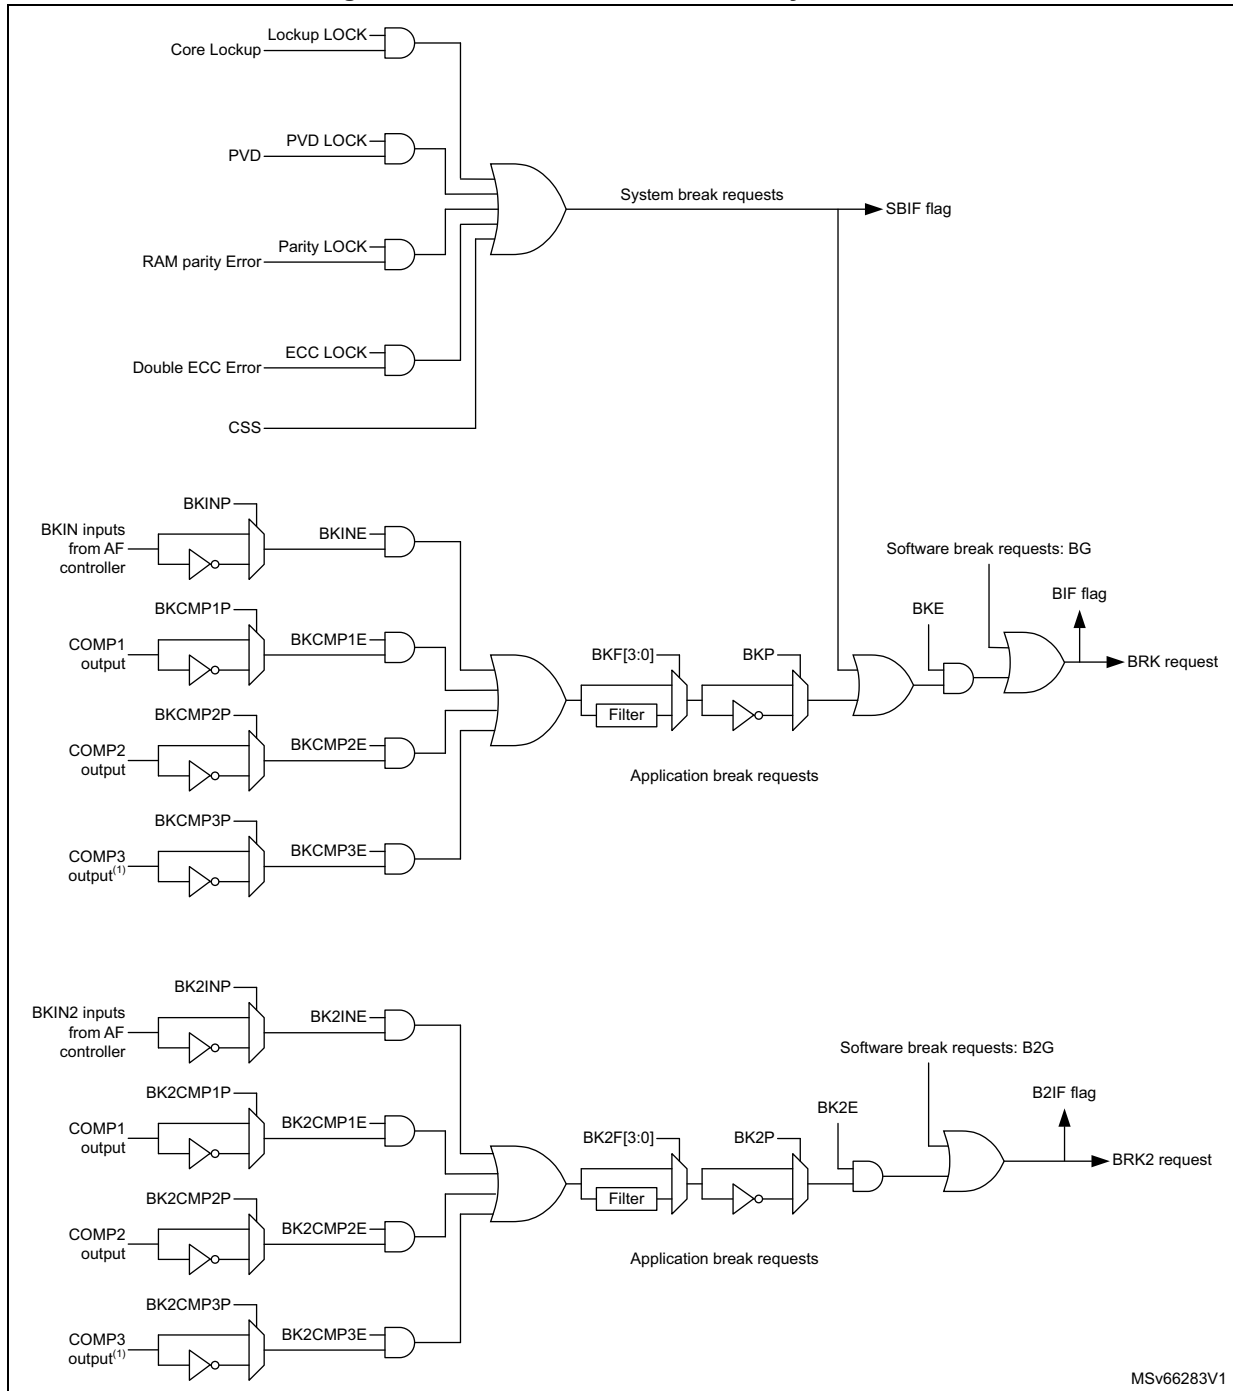 Lockup LOCK
Core Lockup
PVD LOCK
PVD
System break requests
SBIF flag
Parity LOCK
RAM parity Error
ECC LOCK
Double ECC Error
CSS
BKINP
BKIN inputs
from AF
controller
BKINE
Software break requests: BG
BIF flag
BKCMP1P
COMP1
output
BKCMP1E
BKE
BKF[3:0]
BKP
BRK request
Filter
BKCMP2P
COMP2
output
BKCMP2E
Application break requests
BKCMP3P
COMP3
output(1)
BKCMP3E
BK2INP
BKIN2 inputs
from AF
controller
BK2INE
Software break requests: B2G
B2IF flag
BK2CMP1P
COMP1
output
BK2CMP1E
BK2E
BK2F[3:0]
BK2P
BRK2 request
Filter
BK2CMP2P
COMP2
output
BK2CMP2E
Application break requests
BK2CMP3P
COMP3
output(1)
BK2CMP3E
MSv66283V1